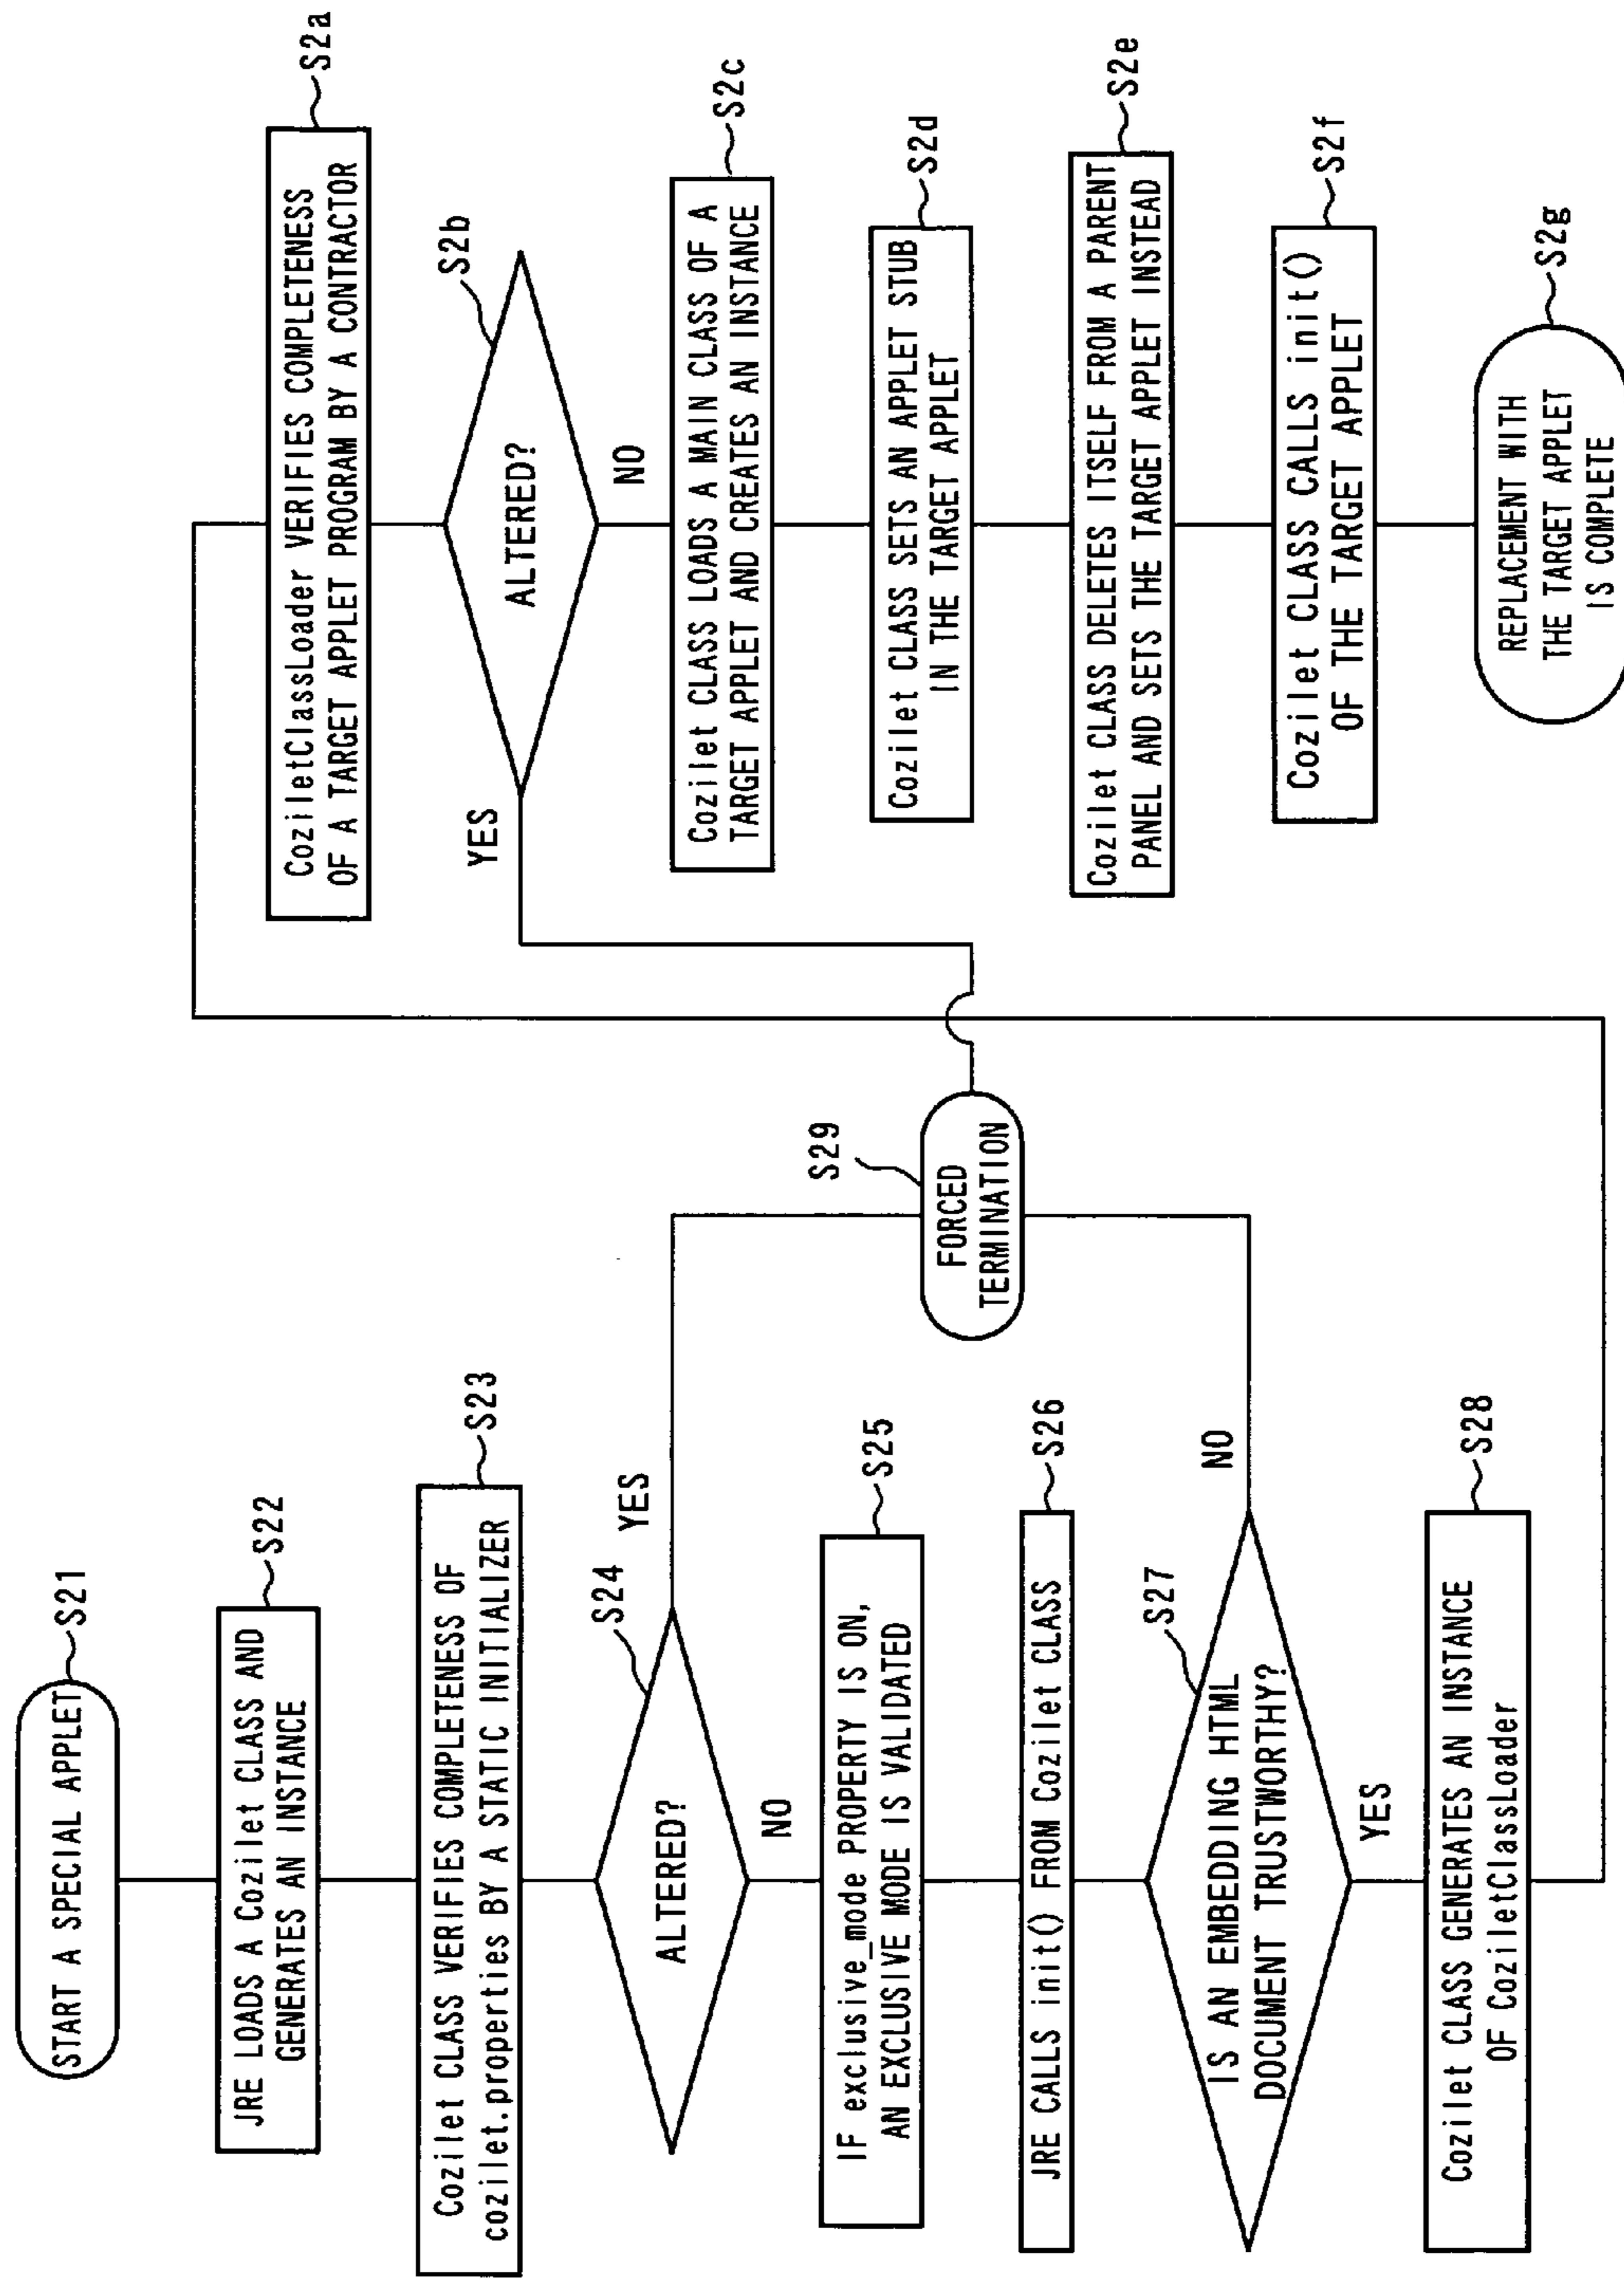 START A SPECIAL APPLET
S21
JRE LOADS A Cozilet CLASS AND
GENERATES AN INSTANCE
S22
Cozilet CLASS VERIFIES COMPLETENESS OF
cozilet.properties BY A STATIC INITIALIZER
S23
ALTERED?
S24
YES
NO
IF exclusive_mode PROPERTY IS ON,
AN EXCLUSIVE MODE IS VALIDATED
S25
JRE CALLS init() FROM Cozilet CLASS
S26
IS AN EMBEDDING HTML
DOCUMENT TRUSTWORTHY?
S27
NO
YES
Cozilet CLASS GENERATES AN INSTANCE
OF CoziletClassLoader
S28
FORCED
TERMINATION
S29
CoziletClassLoader VERIFIES COMPLETENESS
OF A TARGET APPLET PROGRAM BY A CONTRACTOR
S2a
ALTERED?
S2b
YES
NO
Cozilet CLASS LOADS A MAIN CLASS OF A
TARGET APPLET AND CREATES AN INSTANCE
S2c
Cozilet CLASS SETS AN APPLET STUB
IN THE TARGET APPLET
S2d
Cozilet CLASS DELETES ITSELF FROM A PARENT
PANEL AND SETS THE TARGET APPLET INSTEAD
S2e
Cozilet CLASS CALLS init()
OF THE TARGET APPLET
S2f
REPLACEMENT WITH
THE TARGET APPLET
IS COMPLETE
S2g